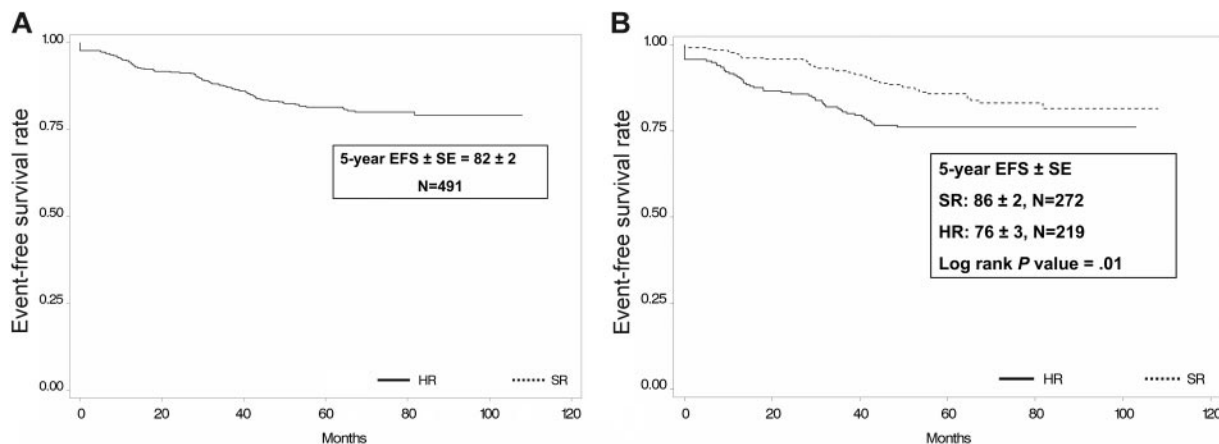 A
Event-free survival rate
1.00
0.75
0.50
0.25
0.00
5-year EFS ± SE = 82 ± 2
N=491
HR
SR
0 20 40 60 80 100 120
Months
B
Event-free survival rate
1.00
0.75
0.50
0.25
0.00
5-year EFS ± SE
SR: 86 ± 2, N=272
HR: 76 ± 3, N=219
Log rank P value = .01
HR
SR
0 20 40 60 80 100 120
Months